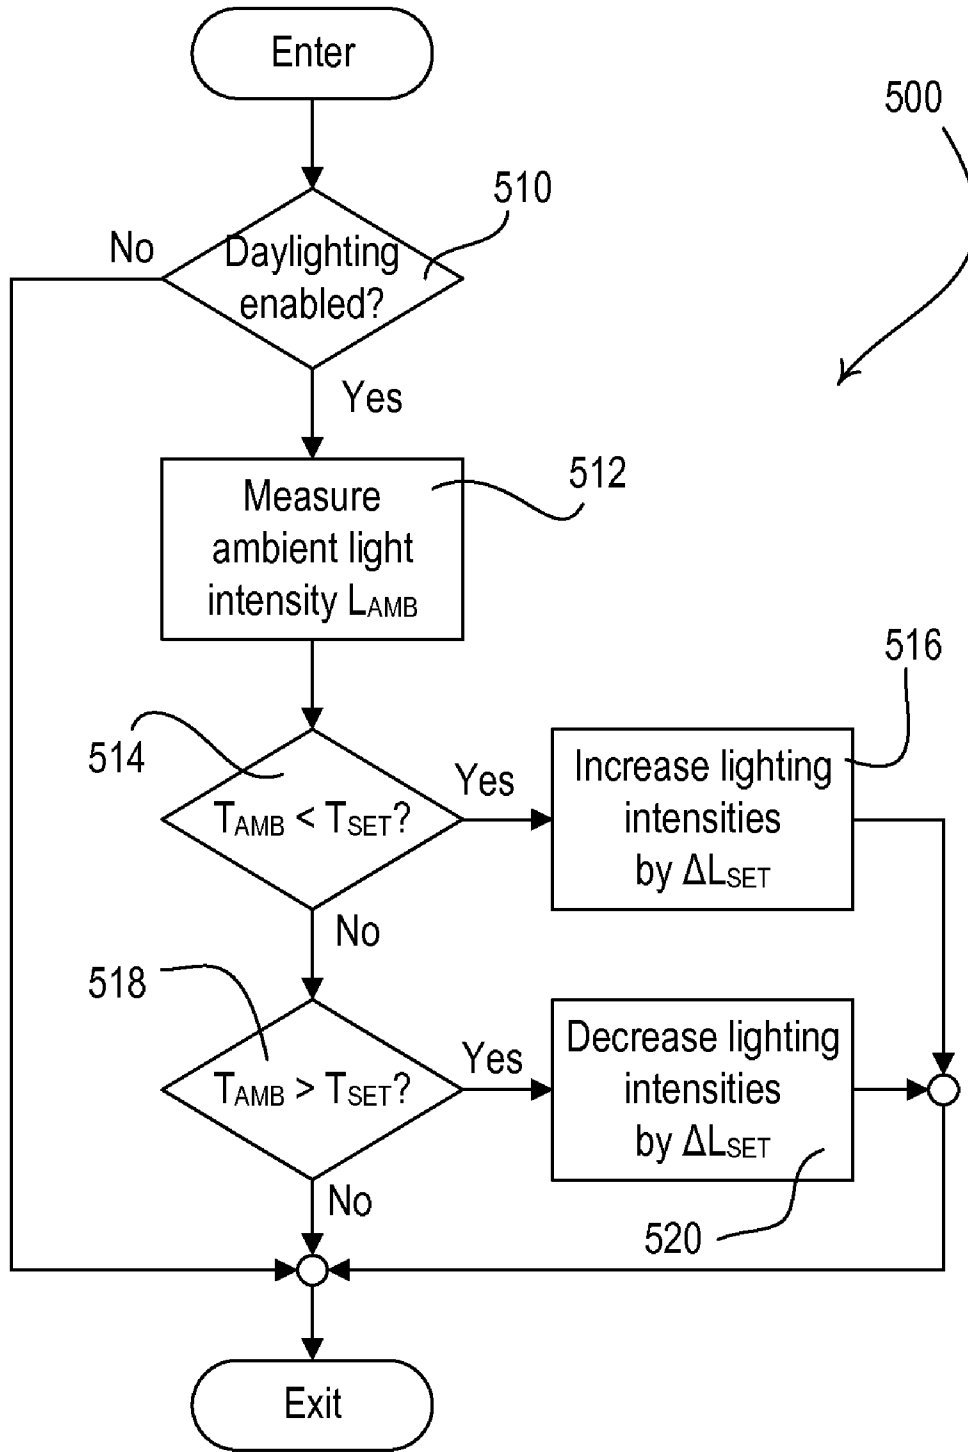 Enter
500
510
No
Daylighting
enabled?
Yes
512
Measure
ambient light
intensity LAMB
516
514
Yes
Increase lighting
intensities
by ΔLSET
TAMB < TSET?
No
518
Yes
Decrease lighting
intensities
by ΔLSET
TAMB > TSET?
No
520
Exit